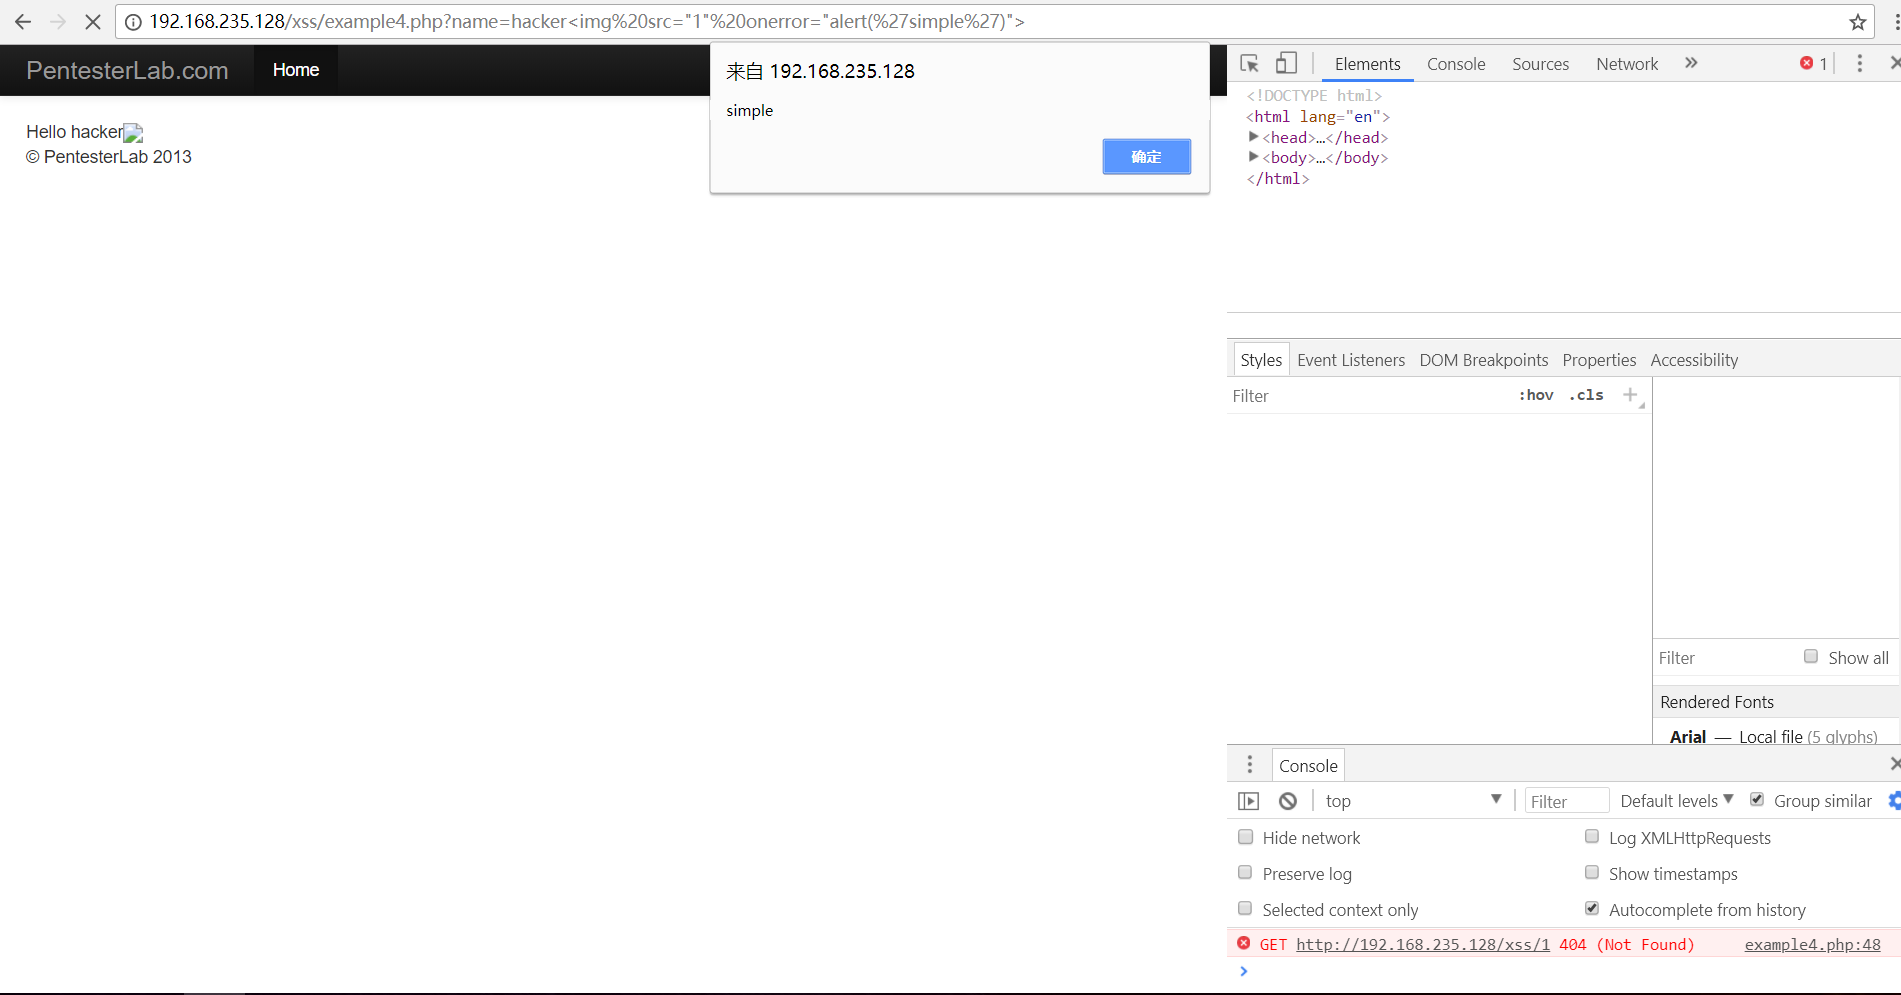 192.168.235.128/xss/example4.php?name=hacker<img%20src="1"%20onerror="alert(%27simple%27)">
PentesterLab.com Home
来自 192.168.235.128
simple
确定
Hello hacker
© PentesterLab 2013
Elements Console Sources Network » 1
<!DOCTYPE html>
<html lang="en">
<head>…</head>
<body>…</body>
</html>
Styles Event Listeners DOM Breakpoints Properties Accessibility
Filter :hov .cls +
Filter Show all
Rendered Fonts
Arial — Local file (5 glyphs)
Console
top Filter Default levels Group similar
Hide network Log XMLHttpRequests
Preserve log Show timestamps
Selected context only Autocomplete from history
GET http://192.168.235.128/xss/1 404 (Not Found) example4.php:48